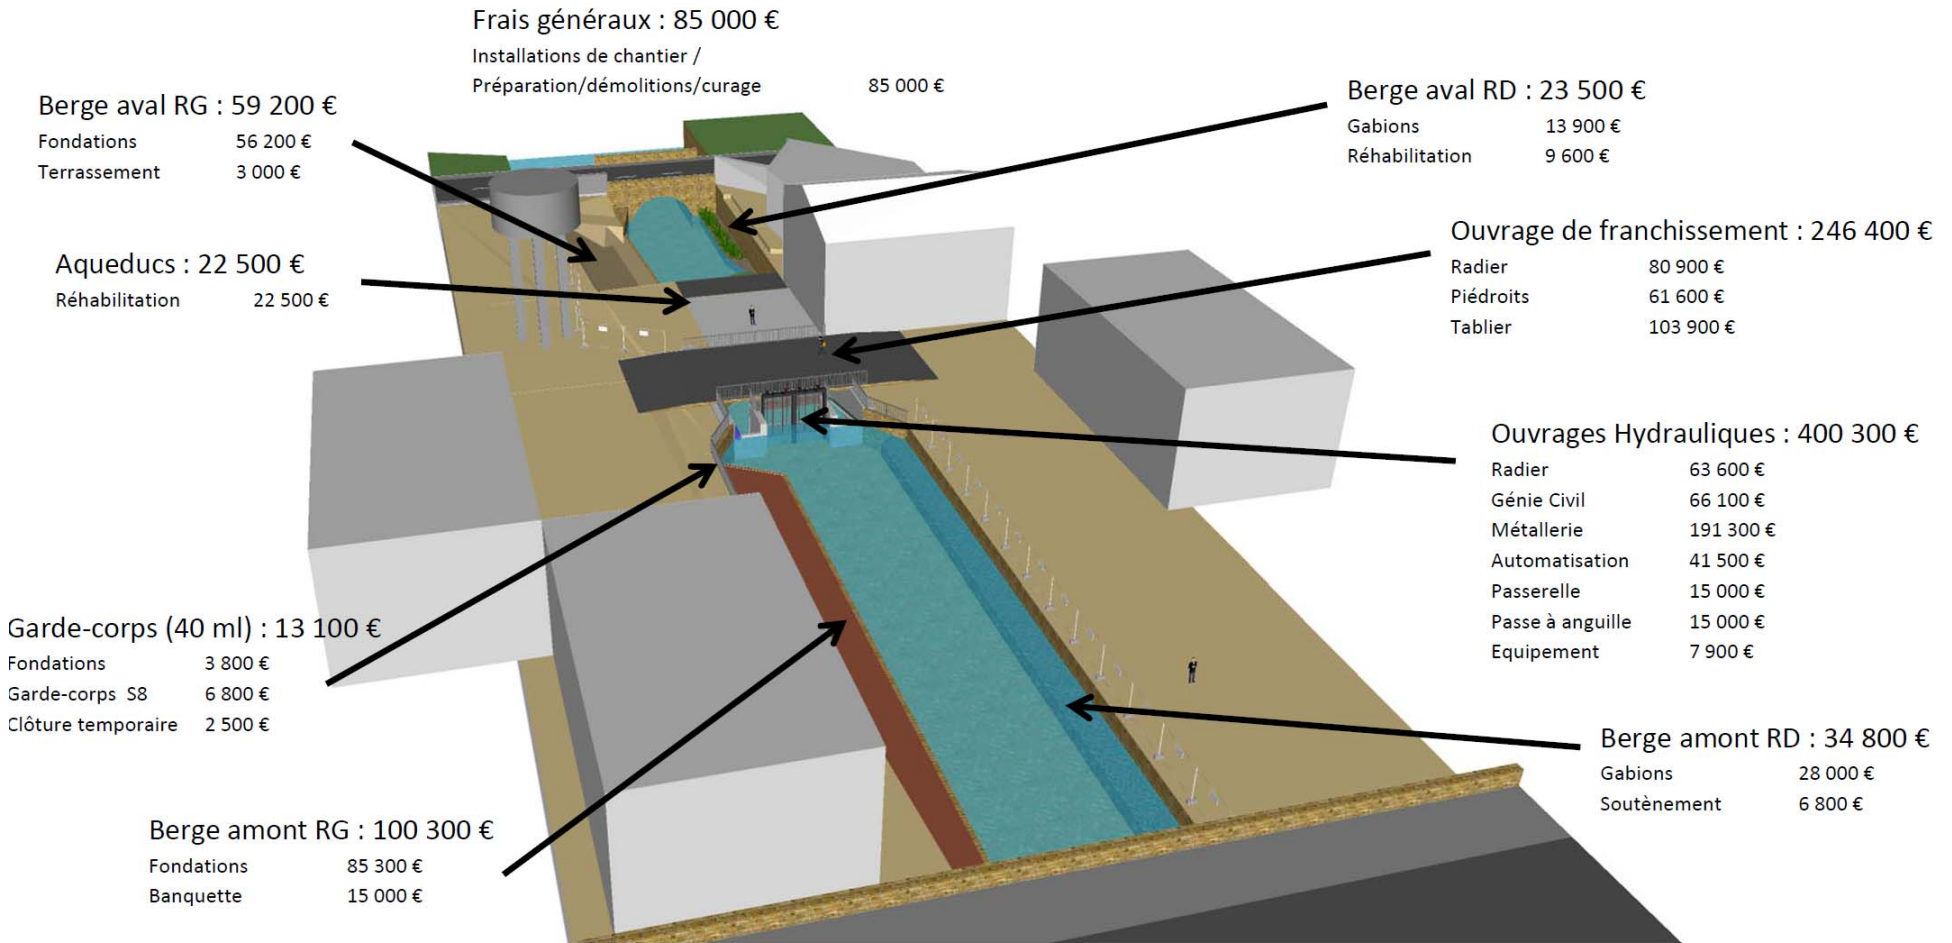 Frais généraux : 85 000 €
Installations de chantier /
Préparation/démolitions/curage 85 000 €
Berge aval RG : 59 200 €
Fondations 56 200 €
Terrassement 3 000 €
Berge aval RD : 23 500 €
Gabions 13 900 €
Réhabilitation 9 600 €
Aqueducs : 22 500 €
Réhabilitation 22 500 €
Ouvrage de franchissement : 246 400 €
Radier 80 900 €
Piédroits 61 600 €
Tablier 103 900 €
Ouvrages Hydrauliques : 400 300 €
Radier 63 600 €
Génie Civil 66 100 €
Métallerie 191 300 €
Automatisation 41 500 €
Passerelle 15 000 €
Passe à anguille 15 000 €
Equipement 7 900 €
Garde-corps (40 ml) : 13 100 €
Fondations 3 800 €
Garde-corps S8 6 800 €
Clôture temporaire 2 500 €
Berge amont RD : 34 800 €
Gabions 28 000 €
Soutènement 6 800 €
Berge amont RG : 100 300 €
Fondations 85 300 €
Banquette 15 000 €